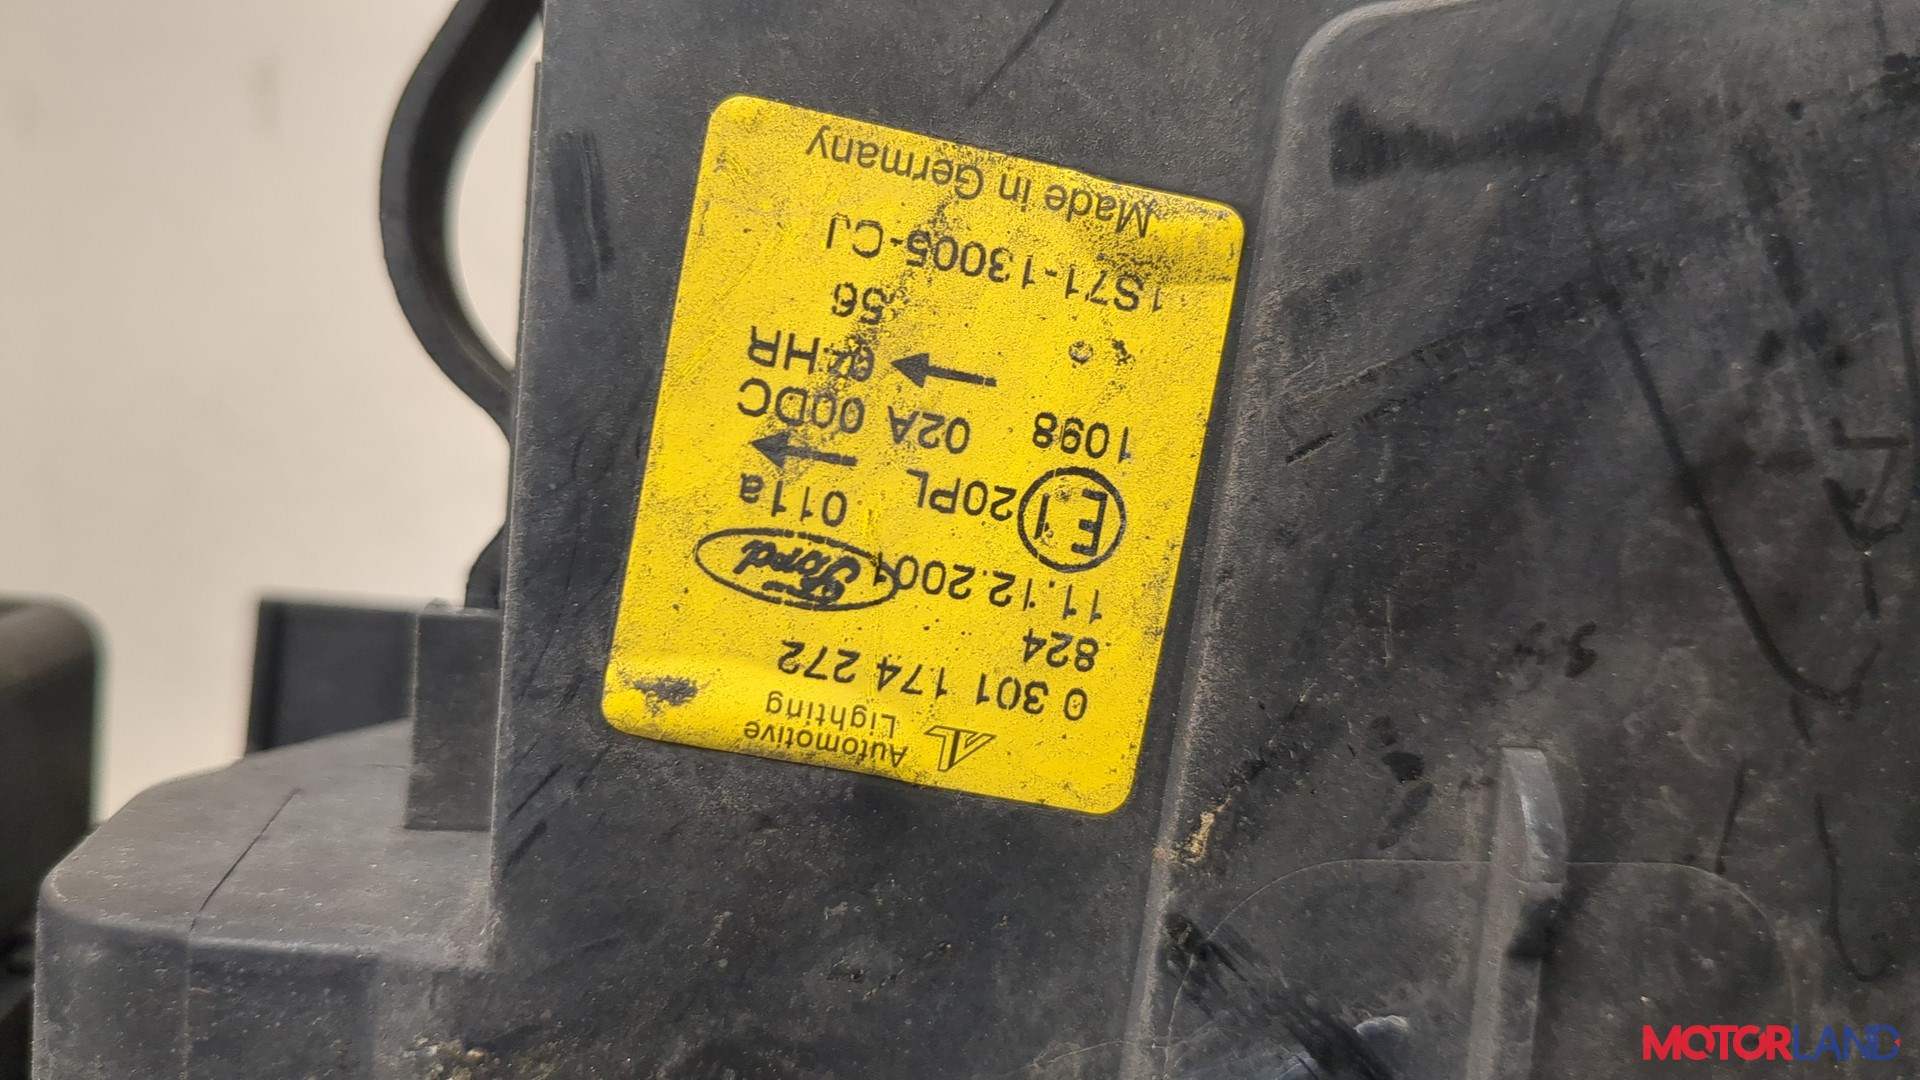 Automotive
Lighting
0 301 174 272
824
11.12.2001
Ford
E1 20PL 011a
1098 02A 00DC
02HR
56
1S71-13005-CJ
Made in Germany
MOTORLAND